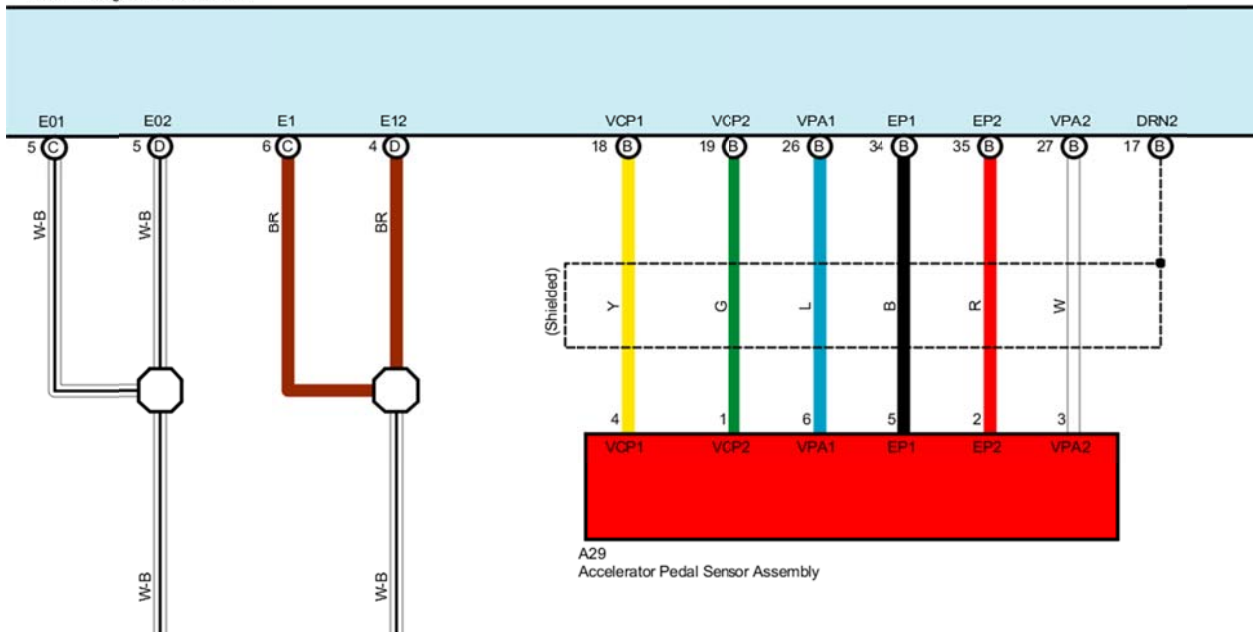 E01 E02 E1 E12 VCP1 VCP2 VPA1 EP1 EP2 VPA2 DRN2
5 C 5 D 6 C 4 D 18 B 19 B 26 B 34 B 35 B 27 B 17 B
W-B W-B BR BR
(Shielded) Y G L B R W
4 1 6 5 2 3
VCP1 VCP2 VPA1 EP1 EP2 VPA2
A29
Accelerator Pedal Sensor Assembly
W-B W-B